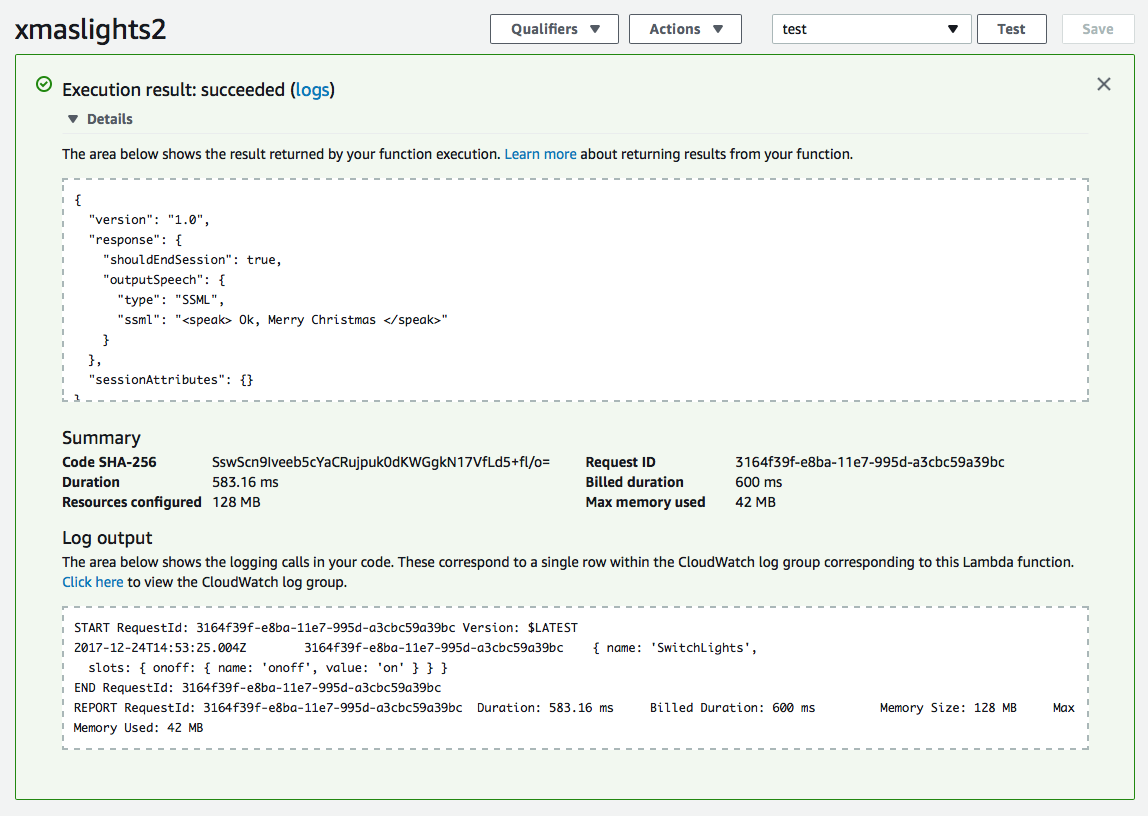 xmaslights2
Qualifiers
Actions
test
Test
Save
Execution result: succeeded (logs)
Details
The area below shows the result returned by your function execution. Learn more about returning results from your function.
{
"version": "1.0",
"response": {
"shouldEndSession": true,
"outputSpeech": {
"type": "SSML",
"ssml": "<speak> Ok, Merry Christmas </speak>"
}
},
"sessionAttributes": {}
}
Summary
Code SHA-256 SswScn9Iveeb5cYaCRujpuk0dKWGgkN17VfLd5+fl/o=
Request ID 3164f39f-e8ba-11e7-995d-a3cbc59a39bc
Duration 583.16 ms
Billed duration 600 ms
Resources configured 128 MB
Max memory used 42 MB
Log output
The area below shows the logging calls in your code. These correspond to a single row within the CloudWatch log group corresponding to this Lambda function.
Click here to view the CloudWatch log group.
START RequestId: 3164f39f-e8ba-11e7-995d-a3cbc59a39bc Version: $LATEST
2017-12-24T14:53:25.004Z 3164f39f-e8ba-11e7-995d-a3cbc59a39bc { name: 'SwitchLights',
slots: { onoff: { name: 'onoff', value: 'on' } } }
END RequestId: 3164f39f-e8ba-11e7-995d-a3cbc59a39bc
REPORT RequestId: 3164f39f-e8ba-11e7-995d-a3cbc59a39bc Duration: 583.16 ms Billed Duration: 600 ms Memory Size: 128 MB Max
Memory Used: 42 MB